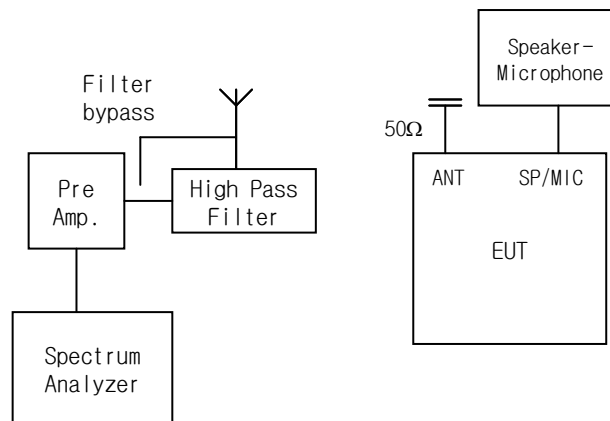 Filter
bypass
Pre
Amp.
High Pass
Filter
Spectrum
Analyzer
Speaker-
Microphone
50Ω
ANT
SP/MIC
EUT